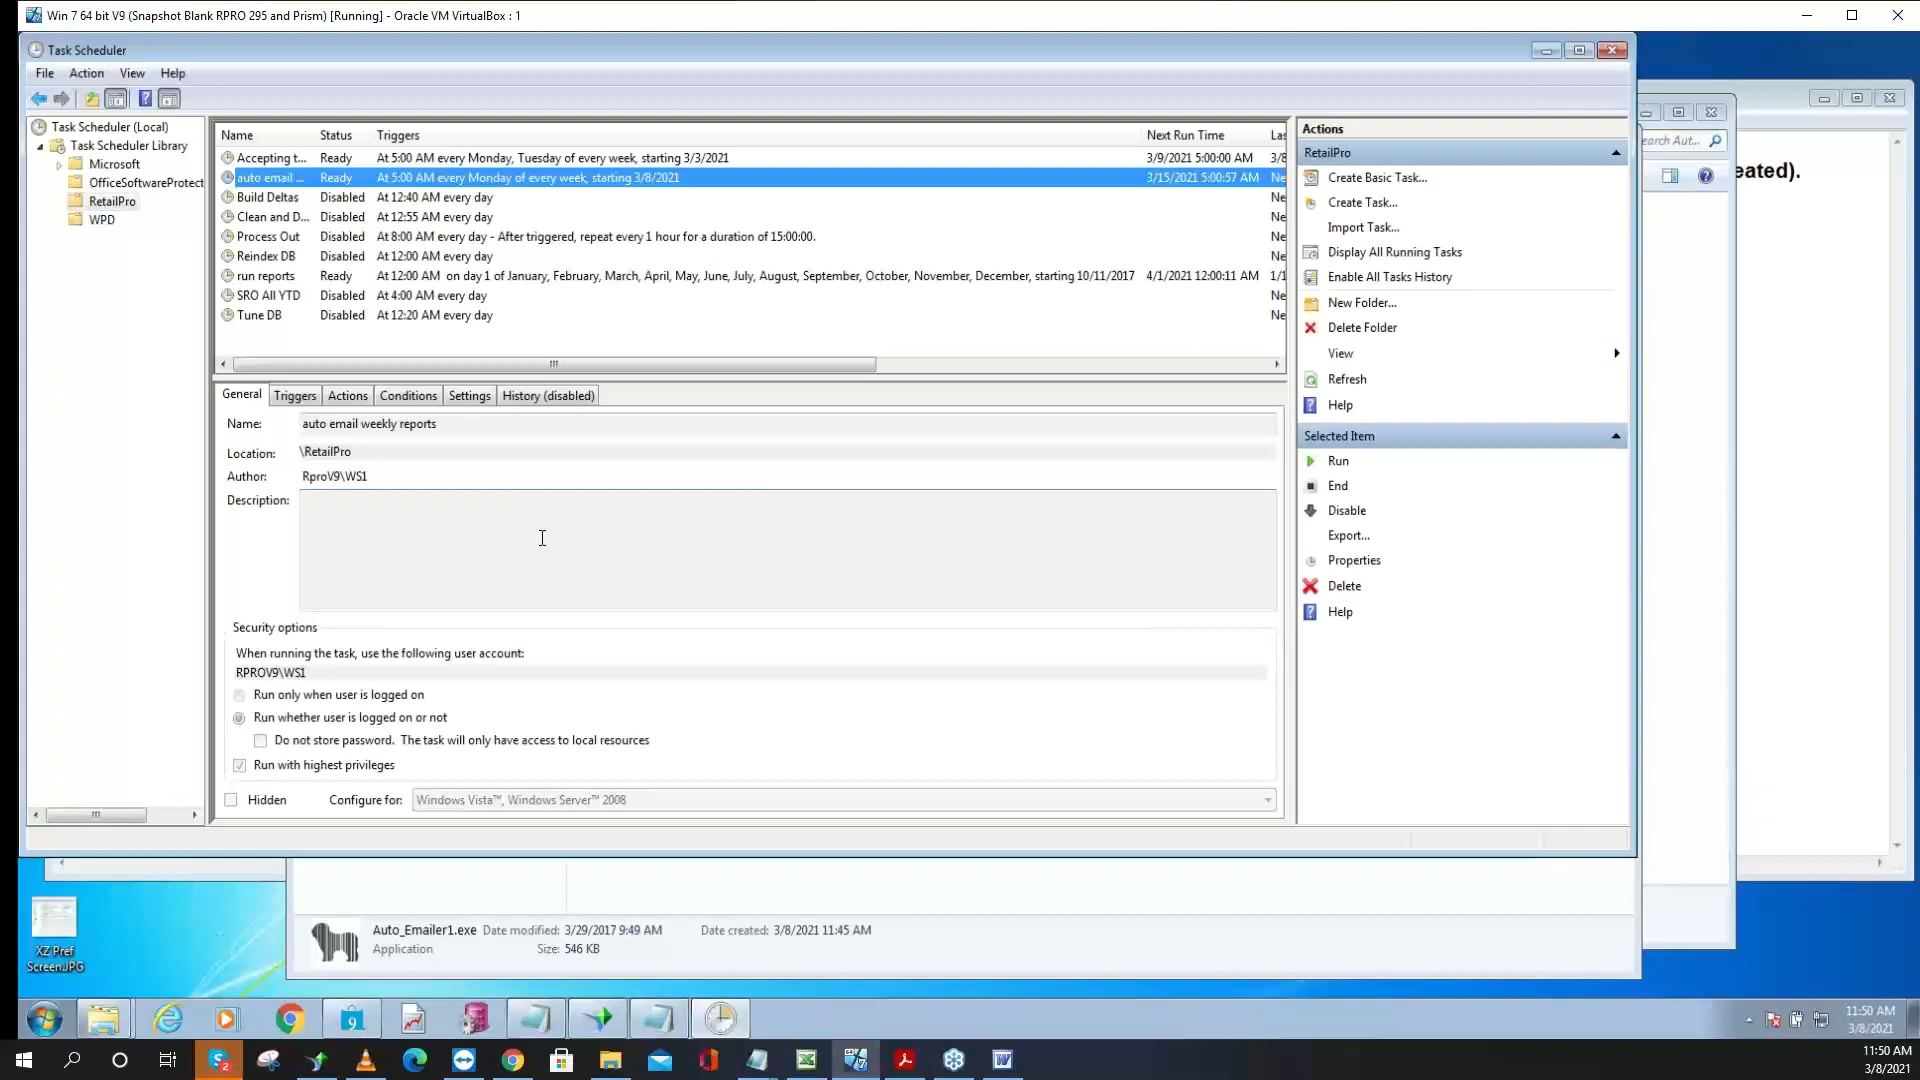 Win 7 64 bit V9 (Snapshot Blank RPRO 295 and Prism) [Running] - Oracle VM VirtualBox : 1
Task Scheduler
File Action View Help
Task Scheduler (Local)
Task Scheduler Library
Microsoft
OfficeSoftwareProtect
RetailPro
WPD
Name Status Triggers Next Run Time Las
Accepting t... Ready At 5:00 AM every Monday, Tuesday of every week, starting 3/3/2021 3/9/2021 5:00:00 AM 3/8
auto email ... Ready At 5:00 AM every Monday of every week, starting 3/8/2021 3/15/2021 5:00:57 AM Ne
Build Deltas Disabled At 12:40 AM every day Ne
Clean and D... Disabled At 12:55 AM every day Ne
Process Out Disabled At 8:00 AM every day - After triggered, repeat every 1 hour for a duration of 15:00:00. Ne
Reindex DB Disabled At 12:00 AM every day Ne
run reports Ready At 12:00 AM on day 1 of January, February, March, April, May, June, July, August, September, October, November, December, starting 10/11/2017 4/1/2021 12:00:11 AM 1/1
SRO All YTD Disabled At 4:00 AM every day Ne
Tune DB Disabled At 12:20 AM every day Ne
General Triggers Actions Conditions Settings History (disabled)
Name: auto email weekly reports
Location: \RetailPro
Author: RproV9\WS1
Description:
Security options
When running the task, use the following user account:
RPROV9\WS1
Run only when user is logged on
Run whether user is logged on or not
Do not store password. The task will only have access to local resources
Run with highest privileges
Hidden Configure for: Windows Vista™, Windows Server™ 2008
Actions
RetailPro
Create Basic Task...
Create Task...
Import Task...
Display All Running Tasks
Enable All Tasks History
New Folder...
Delete Folder
View
Refresh
Help
Selected Item
Run
End
Disable
Export...
Properties
Delete
Help
earch Aut...
eated).
Auto_Emailer1.exe Date modified: 3/29/2017 9:49 AM Date created: 3/8/2021 11:45 AM
Application Size: 546 KB
XZ Pref
ScreenJPG
9
11:50 AM
3/8/2021
11:50 AM
3/8/2021